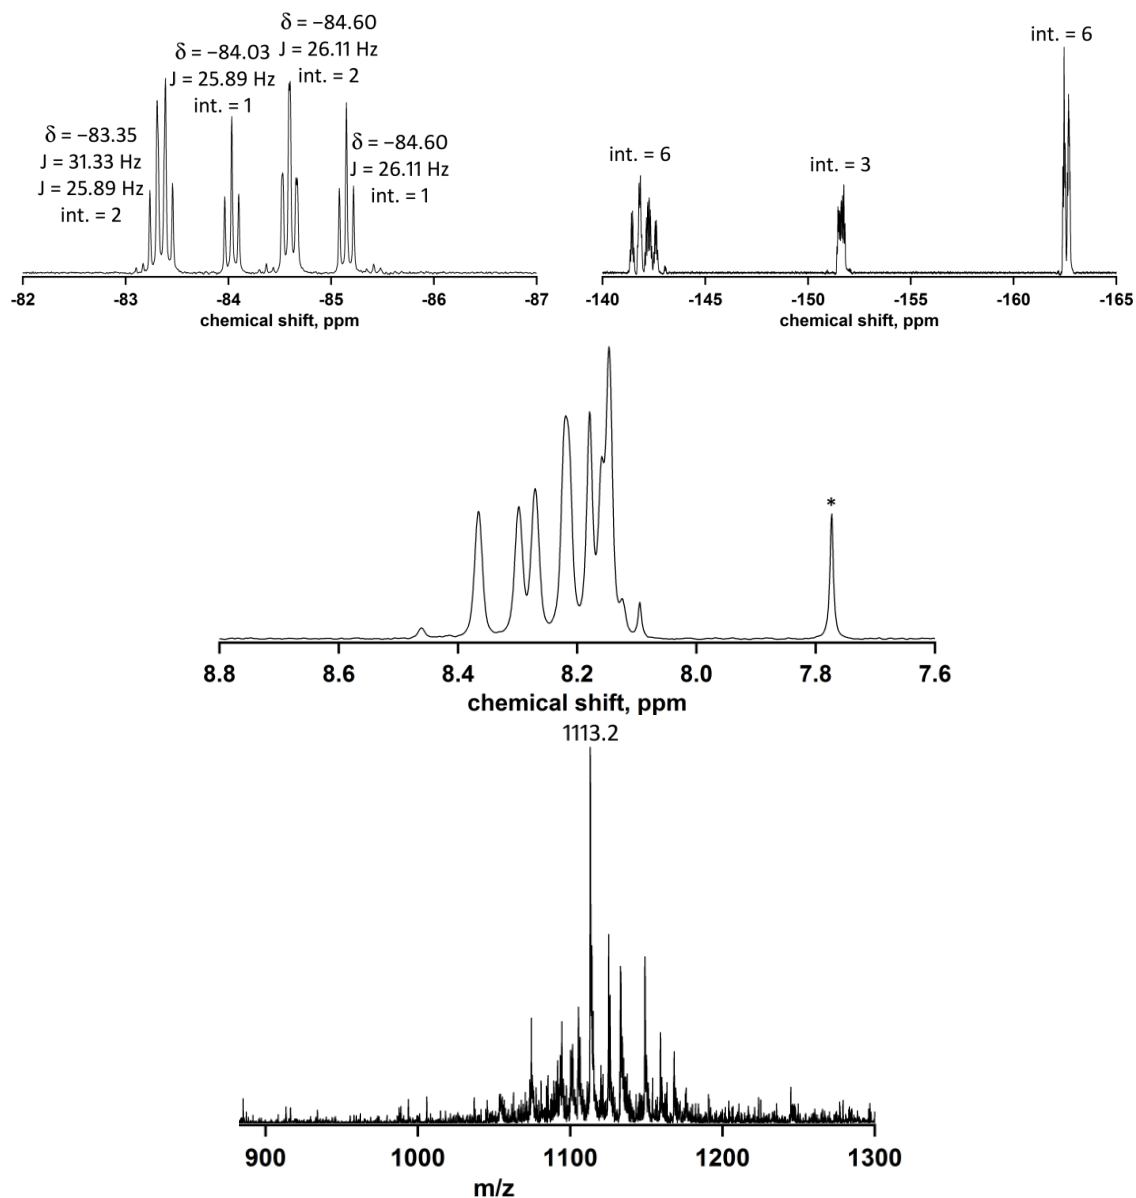 δ = −84.60
J = 26.11 Hz
int. = 2
δ = −84.03
J = 25.89 Hz
int. = 1
δ = −83.35
J = 31.33 Hz
J = 25.89 Hz
int. = 2
δ = −84.60
J = 26.11 Hz
int. = 1
-82 -83 -84 -85 -86 -87
chemical shift, ppm
int. = 6
int. = 3
int. = 6
-140 -145 -150 -155 -160 -165
chemical shift, ppm
*
8.8 8.6 8.4 8.2 8.0 7.8 7.6
chemical shift, ppm
1113.2
900 1000 1100 1200 1300
m/z